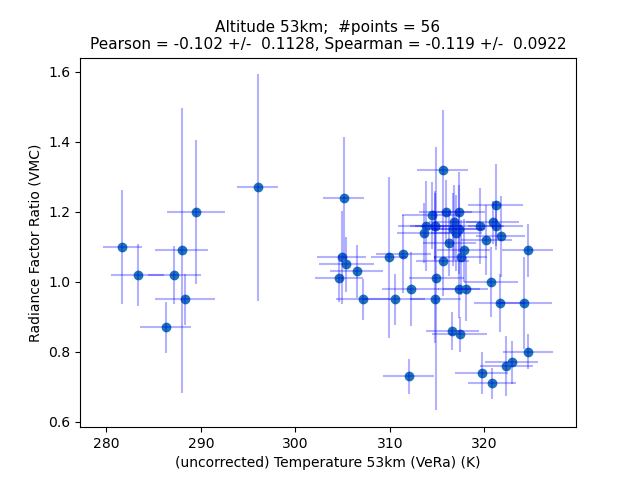 Altitude 53km;  #points = 56
Pearson = -0.102 +/-  0.1128, Spearman = -0.119 +/-  0.0922
Radiance Factor Ratio (VMC)
1.6
1.4
1.2
1.0
0.8
0.6
280 290 300 310 320
(uncorrected) Temperature 53km (VeRa) (K)